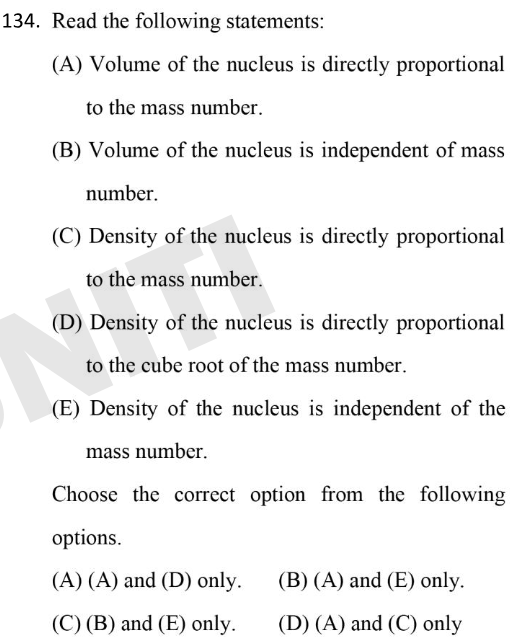 134. Read the following statements:
(A) Volume of the nucleus is directly proportional
to the mass number.
(B) Volume of the nucleus is independent of mass
number.
(C) Density of the nucleus is directly proportional
to the mass number.
(D) Density of the nucleus is directly proportional
to the cube root of the mass number.
(E) Density of the nucleus is independent of the
mass number.
Choose the correct option from the following
options.
(A) (A) and (D) only. (B) (A) and (E) only.
(C) (B) and (E) only. (D) (A) and (C) only